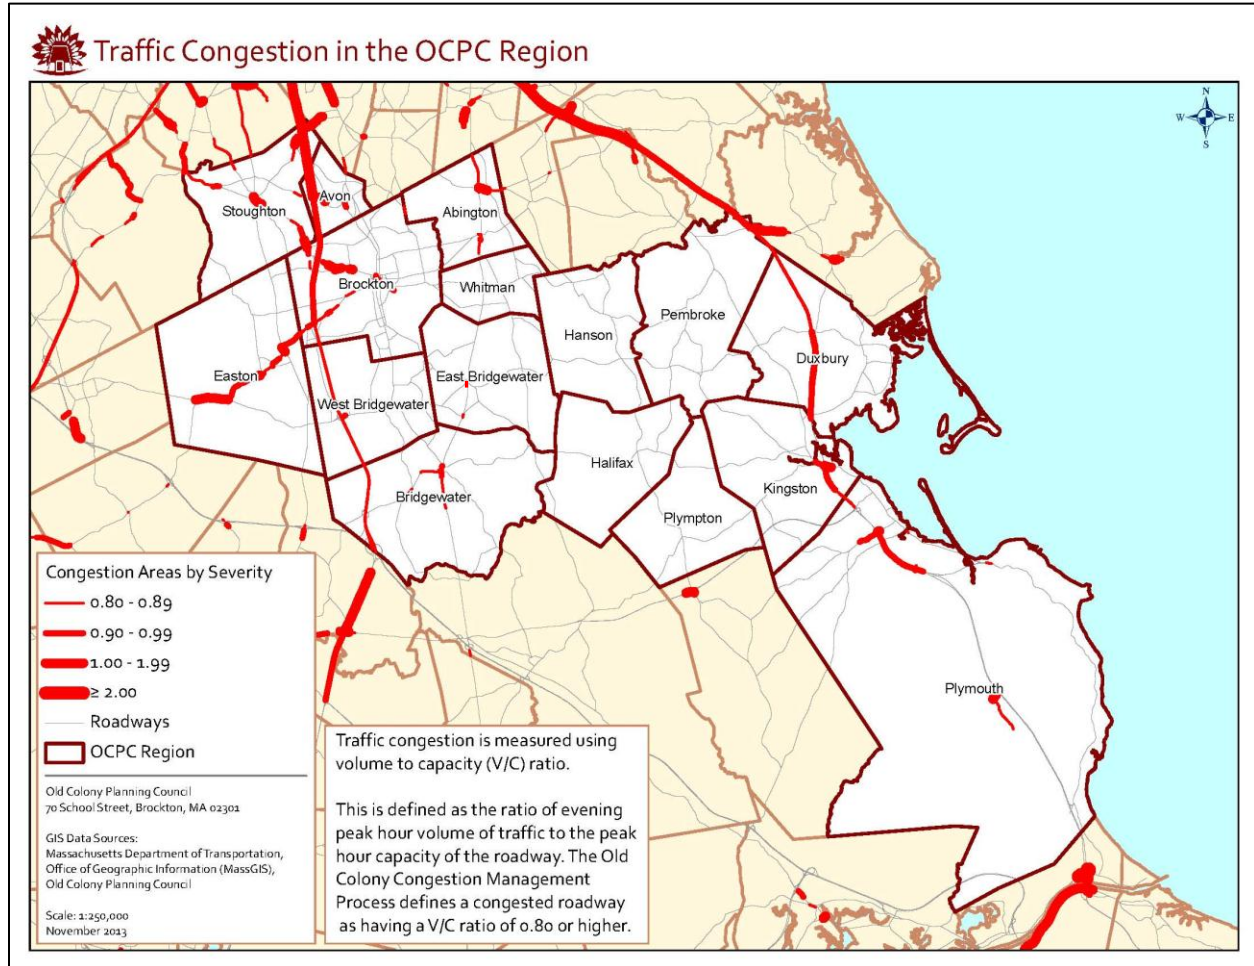 Traffic Congestion in the OCPC Region
N
W
E
S
Avon
Stoughton
Abington
Brockton
Whitman
Pembroke
Hanson
Duxbury
Easton
East Bridgewater
West Bridgewater
Halifax
Kingston
Bridgewater
Plympton
Plymouth
Congestion Areas by Severity
0.80 - 0.89
0.90 - 0.99
1.00 - 1.99
≥ 2.00
Roadways
OCPC Region
Old Colony Planning Council
70 School Street, Brockton, MA 02301
GIS Data Sources:
Massachusetts Department of Transportation,
Office of Geographic Information (MassGIS),
Old Colony Planning Council
Scale: 1:250,000
November 2013
Traffic congestion is measured using
volume to capacity (V/C) ratio.
This is defined as the ratio of evening
peak hour volume of traffic to the peak
hour capacity of the roadway. The Old
Colony Congestion Management
Process defines a congested roadway
as having a V/C ratio of 0.80 or higher.